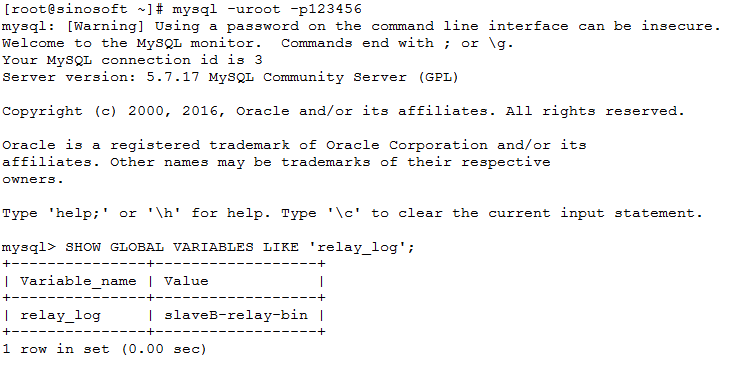 [root@sinosoft ~]# mysql -uroot -p123456
mysql: [Warning] Using a password on the command line interface can be insecure.
Welcome to the MySQL monitor.  Commands end with ; or \g.
Your MySQL connection id is 3
Server version: 5.7.17 MySQL Community Server (GPL)

Copyright (c) 2000, 2016, Oracle and/or its affiliates. All rights reserved.

Oracle is a registered trademark of Oracle Corporation and/or its
affiliates. Other names may be trademarks of their respective
owners.

Type 'help;' or '\h' for help. Type '\c' to clear the current input statement.

mysql> SHOW GLOBAL VARIABLES LIKE 'relay_log';
+---------------+------------------+
| Variable_name | Value            |
+---------------+------------------+
| relay_log     | slaveB-relay-bin |
+---------------+------------------+
1 row in set (0.00 sec)